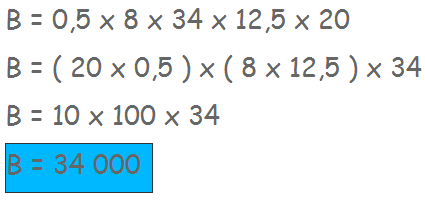 B = 0,5 x 8 x 34 x 12,5 x 20
B = ( 20 x 0,5 ) x ( 8 x 12,5 ) x 34
B = 10 x 100 x 34
B = 34 000